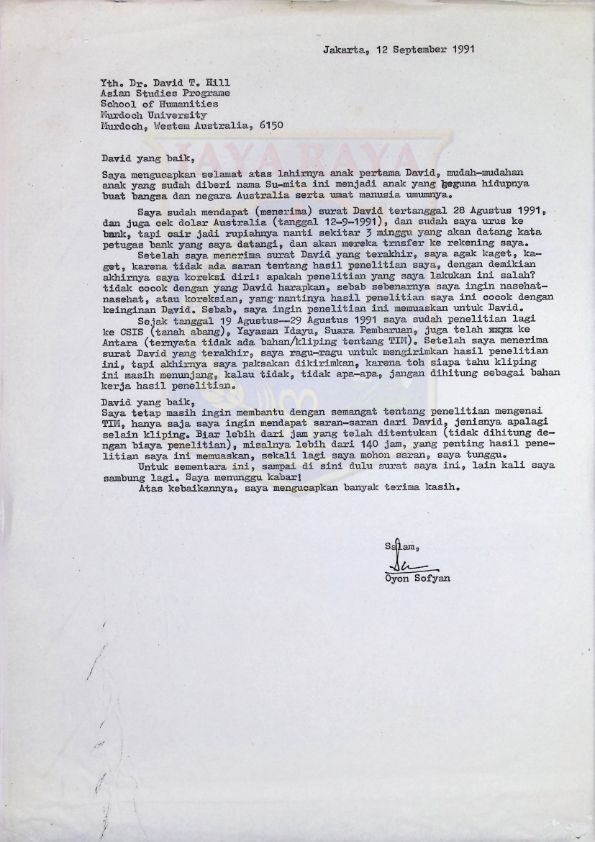 Jakarta, 12 September 1991
Yth. Dr. David T. Hill
Asian Studies Programe
School of Humanities
Murdoch University
Murdoch, Westem Australia, 6150
JAYA RAYA
David yang baik,
Saya mengucapkan selamat atas lahirnya anak pertama David, mudah-mudahan
anak yang sudah diberi nama Su-mita ini menjadi anak yang beguna hidupnya
buat bangsa dan negara Australia serta umat manusia umumnya.
Saya sudah mendapat (menerima) surat David tertanggal 28 Agustus 1991,
dan juga cek dolar Australia (tanggal 12-9-1991), dan sudah saya urus ke
bank, tapi cair jadi rupiahnya nanti sekitar 3 minggu yang akan datang kata
petugas bank yang saya datangi, dan akan mereka trnsfer ke rekening saya.
Setelah saya menerima surat David yang terakhir, saya agak kaget, ka-
get, karena tidak ada saran tentang hasil penelitian saya, dengan demikian
akhirnya saya koreksi diri: apakah penelitian yang saya lakukan ini salah?
tidak cocok dengan yang David harapkan, sebab sebenarnya saya ingin nasehat-
nasehat, atau koreksian, yang nantinya hasil penelitian saya ini cocok dengan
keinginan David. Sebab, saya ingin penelitian ini memuaskan untuk David.
Sejak tanggal 19 Agustus--29 Agustus 1991 saya sudah penelitian lagi
ke CSIS (tanah abang), Yayasan Idayu, Suara Pembaruan, juga telah xxxx ke
Antara (ternyata tidak ada bahan/kliping tentang TIM). Setelah saya menerima
surat David yang terakhir, saya ragu-ragu untuk mengirimkan hasil penelitian
ini, tapi akhirnya saya paksakan dikirimkan, karena toh siapa tahu kliping
ini masih menunjang, kalau tidak, tidak apa-apa, jangan dihitung sebagai bahan
kerja hasil penelitian.
David yang baik,
Saya tetap masih ingin membantu dengan semangat tentang penelitian mengenai
TIM, hanya saja saya ingin mendapat saran-saran dari David, jenisnya apalagi
selain kliping. Biar lebih dari jam yang telah ditentukan (tidak dihitung de-
ngan biaya penelitian), misalnya lebih dari 140 jam, yang penting hasil pene-
litian saya ini memuaskan, sekali lagi saya mohon saran, saya tunggu.
Untuk sementara ini, sampai di sini dulu surat saya ini, lain kali saya
sambung lagi. Saya menunggu kabar!
Atas kebaikannya, saya mengucapkan banyak terima kasih.
Salam,
Oyon Sofyan